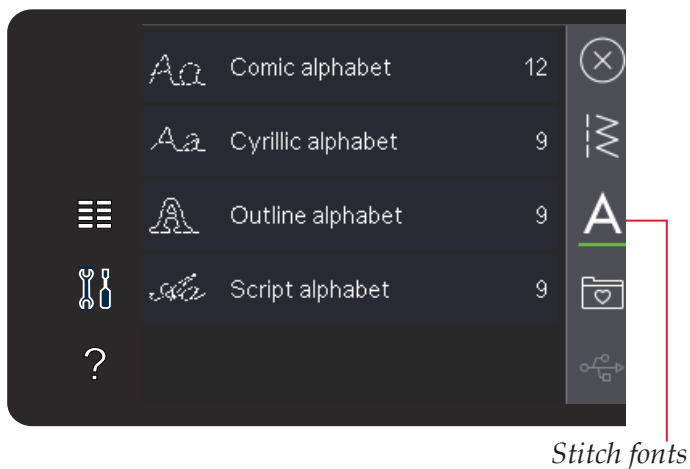 Aa Comic alphabet 12
Aa Cyrillic alphabet 9
A Outline alphabet 9
Script alphabet 9
A
?
Stitch fonts